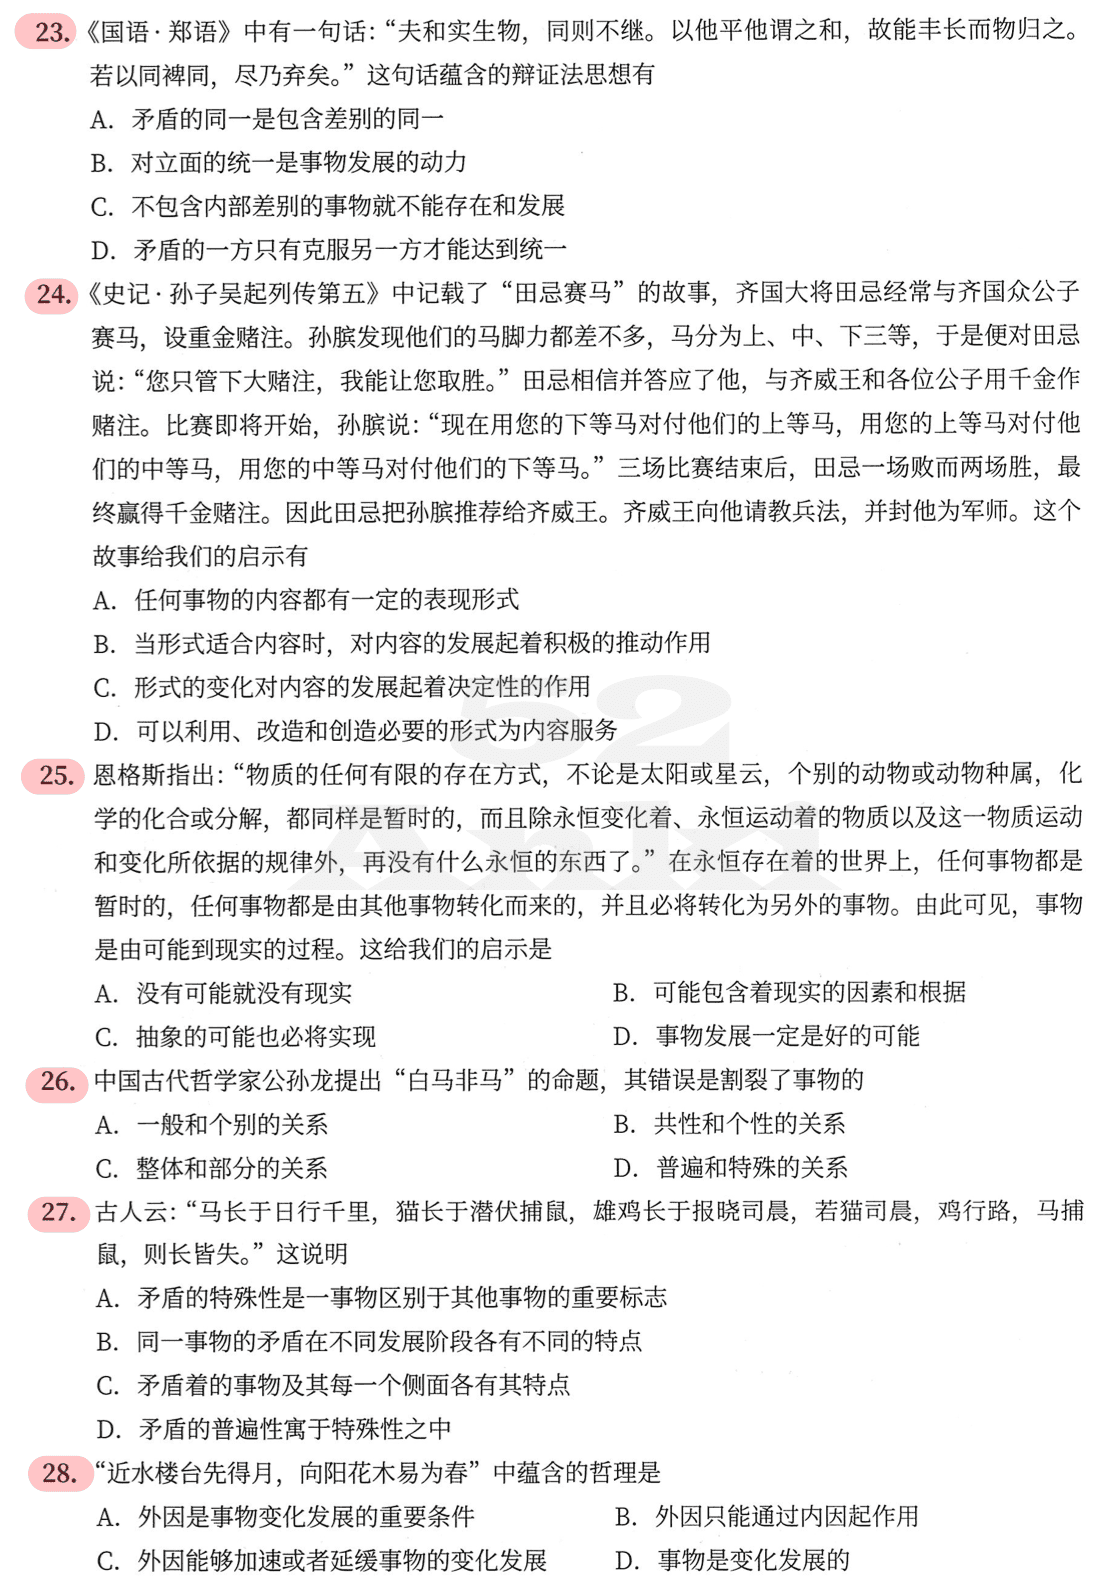 23. 《国语·郑语》中有一句话：“夫和实生物，同则不继。以他平他谓之和，故能丰长而物归之。
若以同裨同，尽乃弃矣。”这句话蕴含的辩证法思想有
A. 矛盾的同一是包含差别的同一
B. 对立面的统一是事物发展的动力
C. 不包含内部差别的事物就不能存在和发展
D. 矛盾的一方只有克服另一方才能达到统一
24. 《史记·孙子吴起列传第五》中记载了“田忌赛马”的故事，齐国大将田忌经常与齐国众公子
赛马，设重金赌注。孙膑发现他们的马脚力都差不多，马分为上、中、下三等，于是便对田忌
说：“您只管下大赌注，我能让您取胜。”田忌相信并答应了他，与齐威王和各位公子用千金作
赌注。比赛即将开始，孙膑说：“现在用您的下等马对付他们的上等马，用您的上等马对付他
们的中等马，用您的中等马对付他们的下等马。”三场比赛结束后，田忌一场败而两场胜，最
终赢得千金赌注。因此田忌把孙膑推荐给齐威王。齐威王向他请教兵法，并封他为军师。这个
故事给我们的启示有
A. 任何事物的内容都有一定的表现形式
B. 当形式适合内容时，对内容的发展起着积极的推动作用
C. 形式的变化对内容的发展起着决定性的作用
D. 可以利用、改造和创造必要的形式为内容服务
25. 恩格斯指出：“物质的任何有限的存在方式，不论是太阳或星云，个别的动物或动物种属，化
学的化合或分解，都同样是暂时的，而且除永恒变化着、永恒运动着的物质以及这一物质运动
和变化所依据的规律外，再没有什么永恒的东西了。”在永恒存在着的世界上，任何事物都是
暂时的，任何事物都是由其他事物转化而来的，并且必将转化为另外的事物。由此可见，事物
是由可能到现实的过程。这给我们的启示是
A. 没有可能就没有现实 B. 可能包含着现实的因素和根据
C. 抽象的可能也必将实现 D. 事物发展一定是好的可能
26. 中国古代哲学家公孙龙提出“白马非马”的命题，其错误是割裂了事物的
A. 一般和个别的关系 B. 共性和个性的关系
C. 整体和部分的关系 D. 普遍和特殊的关系
27. 古人云：“马长于日行千里，猫长于潜伏捕鼠，雄鸡长于报晓司晨，若猫司晨，鸡行路，马捕
鼠，则长皆失。”这说明
A. 矛盾的特殊性是一事物区别于其他事物的重要标志
B. 同一事物的矛盾在不同发展阶段各有不同的特点
C. 矛盾着的事物及其每一个侧面各有其特点
D. 矛盾的普遍性寓于特殊性之中
28. “近水楼台先得月，向阳花木易为春”中蕴含的哲理是
A. 外因是事物变化发展的重要条件 B. 外因只能通过内因起作用
C. 外因能够加速或者延缓事物的变化发展 D. 事物是变化发展的
52
Anki